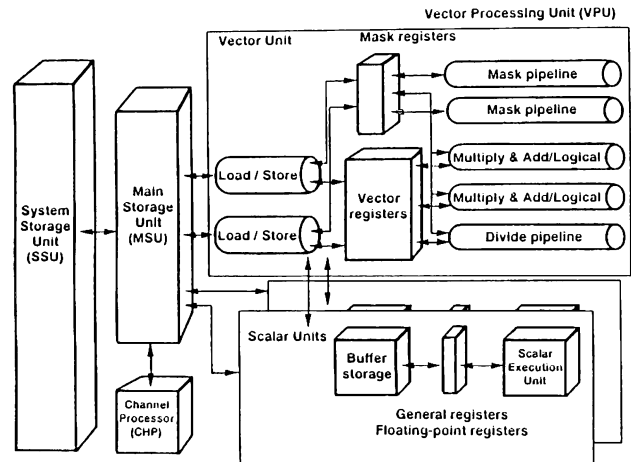 Vector Processing Unit (VPU)
Vector Unit
Mask registers
Mask pipeline
Mask pipeline
Load / Store
Multiply & Add/Logical
Main
Storage
Unit
(MSU)
System
Storage
Unit
(SSU)
Vector
registers
Load / Store
Multiply & Add/Logical
Divide pipeline
Scalar Units
Buffer
storage
Scalar
Execution
Unit
Channel
Processor
(CHP)
General registers
Floating-point registers